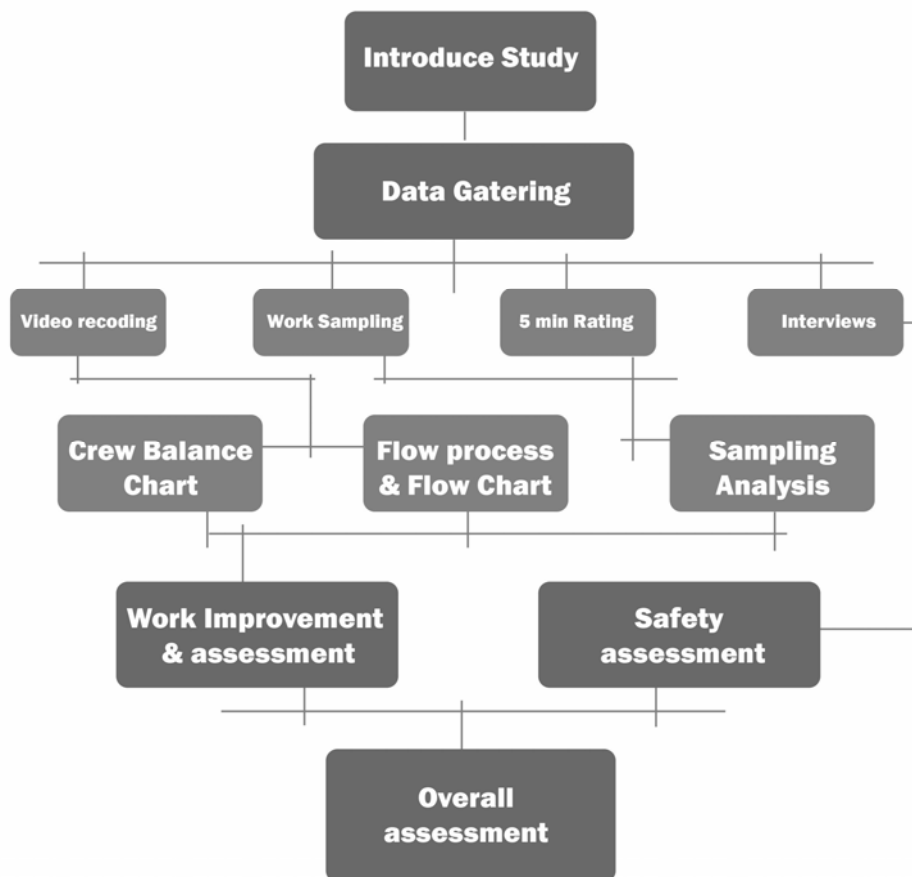 Introduce Study
Data Gatering
Video recoding
Work Sampling
5 min Rating
Interviews
Crew Balance
Chart
Flow process
& Flow Chart
Sampling
Analysis
Work Improvement
& assessment
Safety
assessment
Overall
assessment